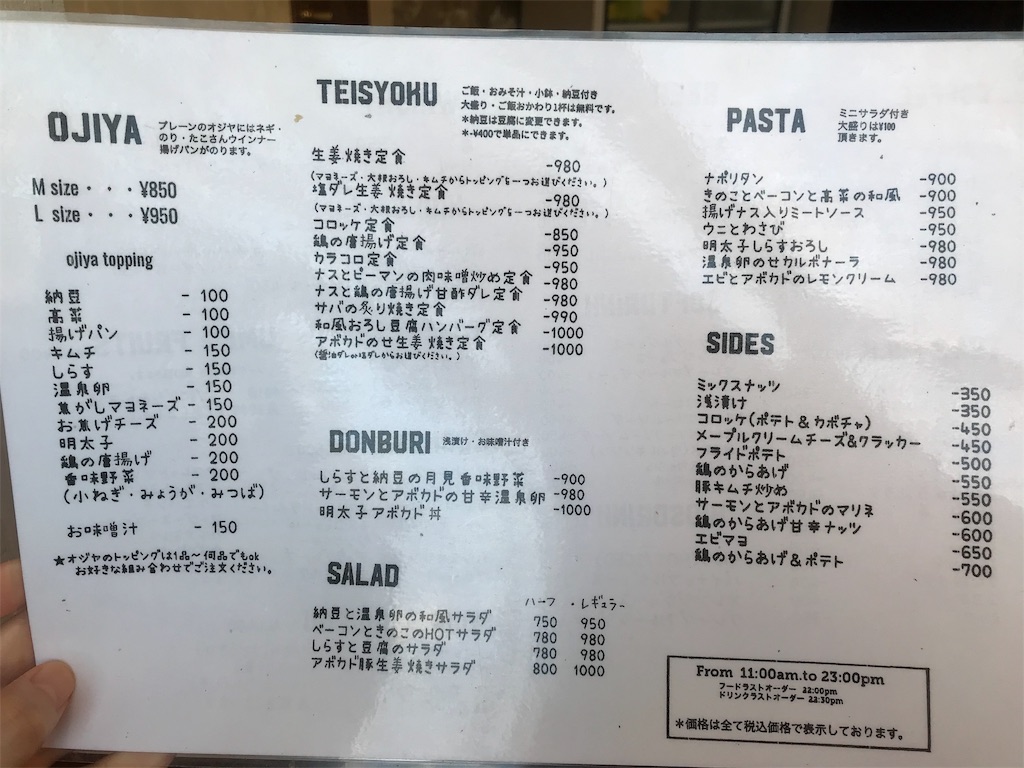 OJIYA
プレーンのオジヤにはネギ・
のり・たこさんウインナー
揚げパンがのります。
M size・・・¥850
L size・・・¥950
ojiya topping
納豆 - 100
高菜 - 100
揚げパン - 100
キムチ - 150
しらす - 150
温泉卵 - 150
焦がしマヨネーズ - 150
お焦げチーズ - 200
明太子 - 200
鶏の唐揚げ - 200
香味野菜 - 200
(小ねぎ・みょうが・みつば)
お味噌汁 - 150
★オジヤのトッピングは1品〜何品でもok
お好きな組み合わせでご注文ください。
TEISYOKU
ご飯・おみそ汁・小鉢・納豆付き
大盛り・ご飯おかわり1杯は無料です。
*納豆は豆腐に変更できます。
*-¥400で単品にできます。
生姜焼き定食 -980
(マヨネーズ・大根おろし・キムチからトッピングを一つお選びください。)
塩ダレ生姜焼き定食 -980
(マヨネーズ・大根おろし・キムチからトッピングを一つお選びください。)
コロッケ定食 -850
鶏の唐揚げ定食 -950
カラコロ定食 -950
ナスとピーマンの肉味噌炒め定食 -980
ナスと鶏の唐揚げ甘酢ダレ定食 -980
サバの炙り焼き定食 -990
和風おろし豆腐ハンバーグ定食 -1000
アボカドのせ生姜焼き定食 -1000
(醤油ダレor塩ダレからお選びください。)
DONBURI 浅漬け・お味噌汁付き
しらすと納豆の月見香味野菜 -900
サーモンとアボカドの甘辛温泉卵 -980
明太子アボカド丼 -1000
SALAD
ハーフ ・レギュラー
納豆と温泉卵の和風サラダ 750 950
ベーコンときのこのHOTサラダ 780 980
しらすと豆腐のサラダ 780 980
アボカド豚生姜焼きサラダ 800 1000
PASTA
ミニサラダ付き
大盛りは¥100
頂きます。
ナポリタン -900
きのことベーコンと高菜の和風 -900
揚げナス入りミートソース -950
ウニとわさび -950
明太子しらすおろし -980
温泉卵のせカルボナーラ -980
エビとアボカドのレモンクリーム -980
SIDES
ミックスナッツ -350
浅漬け -350
コロッケ(ポテト&カボチャ) -450
メープルクリームチーズ&クラッカー -450
フライドポテト -500
鶏のからあげ -550
豚キムチ炒め -550
サーモンとアボカドのマリネ -600
鶏のからあげ甘辛ナッツ -600
エビマヨ -650
鶏のからあげ&ポテト -700
From 11:00am.to 23:00pm
フードラストオーダー 22:00pm
ドリンクラストオーダー 22:30pm
*価格は全て税込価格で表示しております。